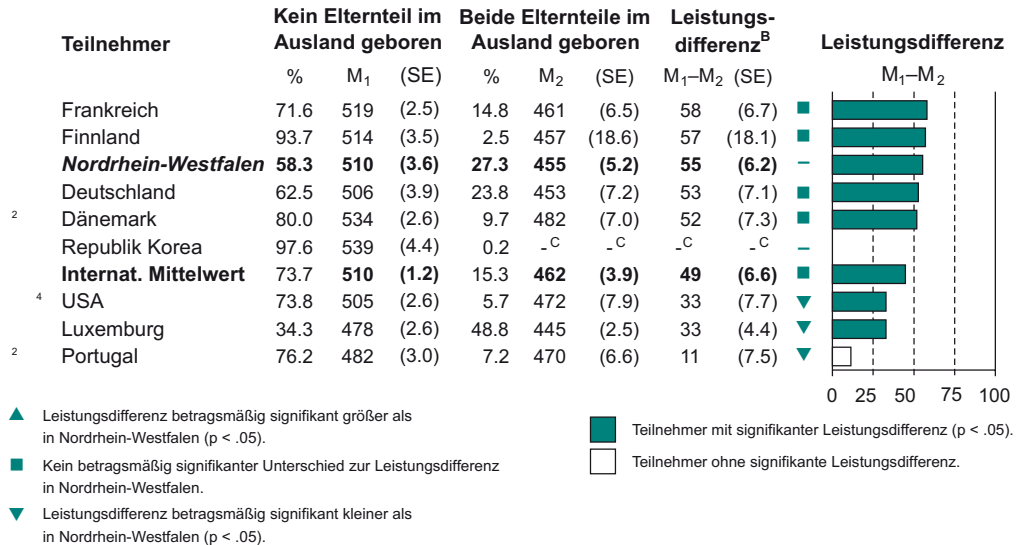 Kein Elternteil im Beide Elternteile im Leistungs-
Teilnehmer Ausland geboren Ausland geboren differenzB Leistungsdifferenz
% M1 (SE) % M2 (SE) M1–M2 (SE) M1–M2
Frankreich 71.6 519 (2.5) 14.8 461 (6.5) 58 (6.7)
Finnland 93.7 514 (3.5) 2.5 457 (18.6) 57 (18.1)
Nordrhein-Westfalen 58.3 510 (3.6) 27.3 455 (5.2) 55 (6.2) –
Deutschland 62.5 506 (3.9) 23.8 453 (7.2) 53 (7.1)
2 Dänemark 80.0 534 (2.6) 9.7 482 (7.0) 52 (7.3)
Republik Korea 97.6 539 (4.4) 0.2 -C -C -C -C –
Internat. Mittelwert 73.7 510 (1.2) 15.3 462 (3.9) 49 (6.6)
4 USA 73.8 505 (2.6) 5.7 472 (7.9) 33 (7.7)
Luxemburg 34.3 478 (2.6) 48.8 445 (2.5) 33 (4.4)
2 Portugal 76.2 482 (3.0) 7.2 470 (6.6) 11 (7.5)
0 25 50 75 100
Leistungsdifferenz betragsmäßig signifikant größer als
in Nordrhein-Westfalen (p < .05).
Kein betragsmäßig signifikanter Unterschied zur Leistungsdifferenz
in Nordrhein-Westfalen.
Leistungsdifferenz betragsmäßig signifikant kleiner als
in Nordrhein-Westfalen (p < .05).
Teilnehmer mit signifikanter Leistungsdifferenz (p < .05).
Teilnehmer ohne signifikante Leistungsdifferenz.